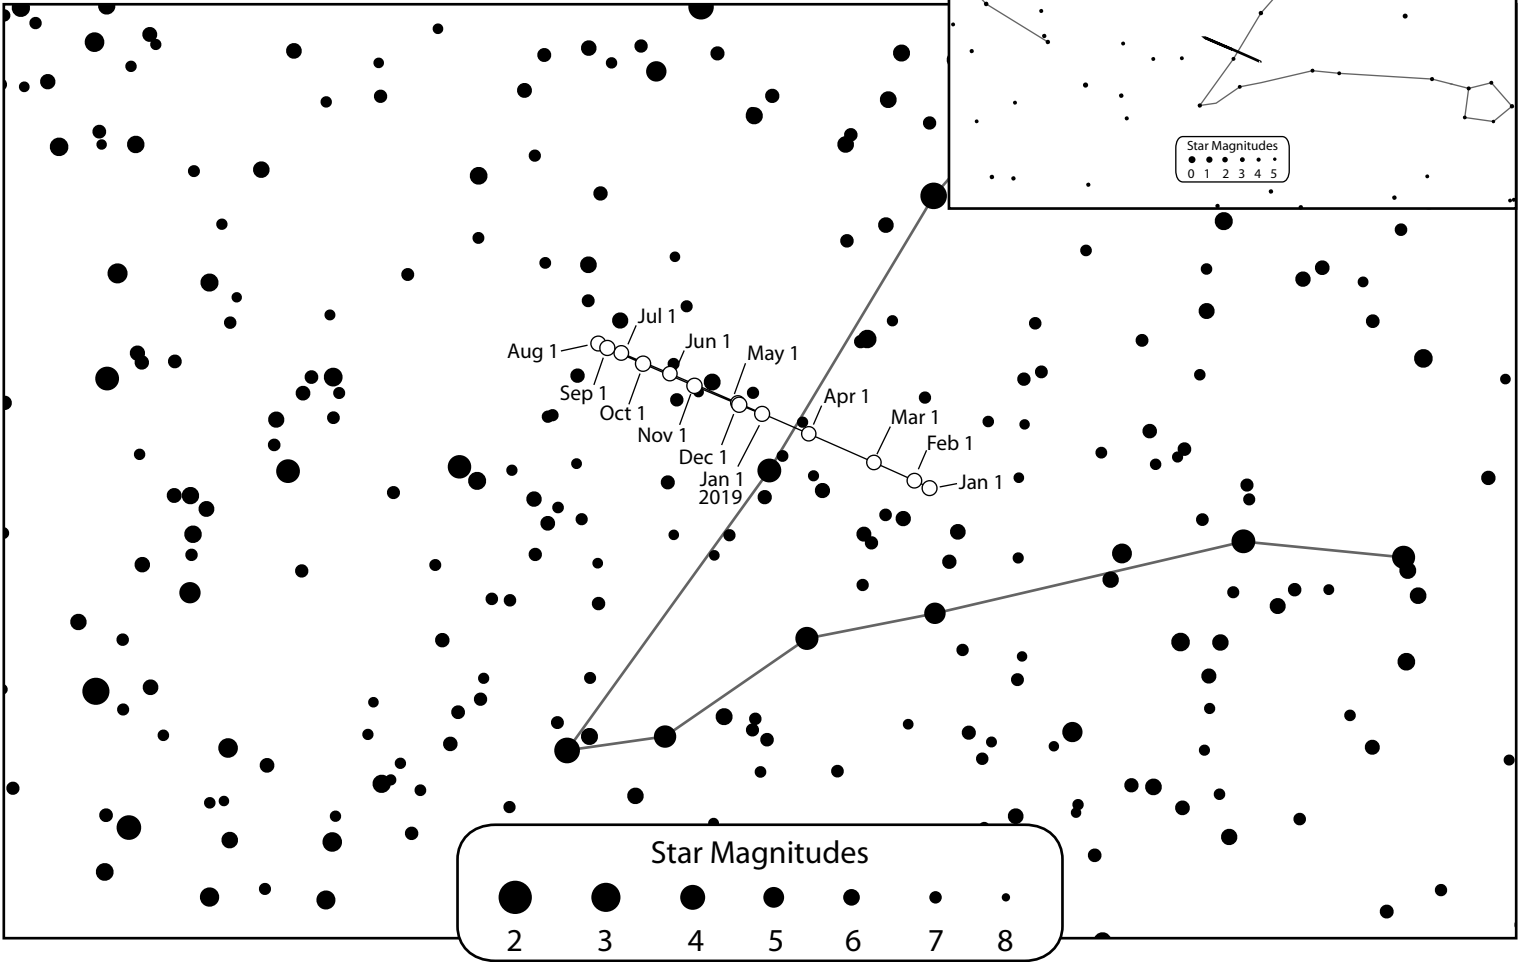 Star Magnitudes
0 1 2 3 4 5
Jul 1
Aug 1
Jun 1
May 1
Sep 1
Oct 1
Apr 1
Nov 1
Mar 1
Dec 1
Feb 1
Jan 1
2019
Jan 1
Star Magnitudes
2 3 4 5 6 7 8